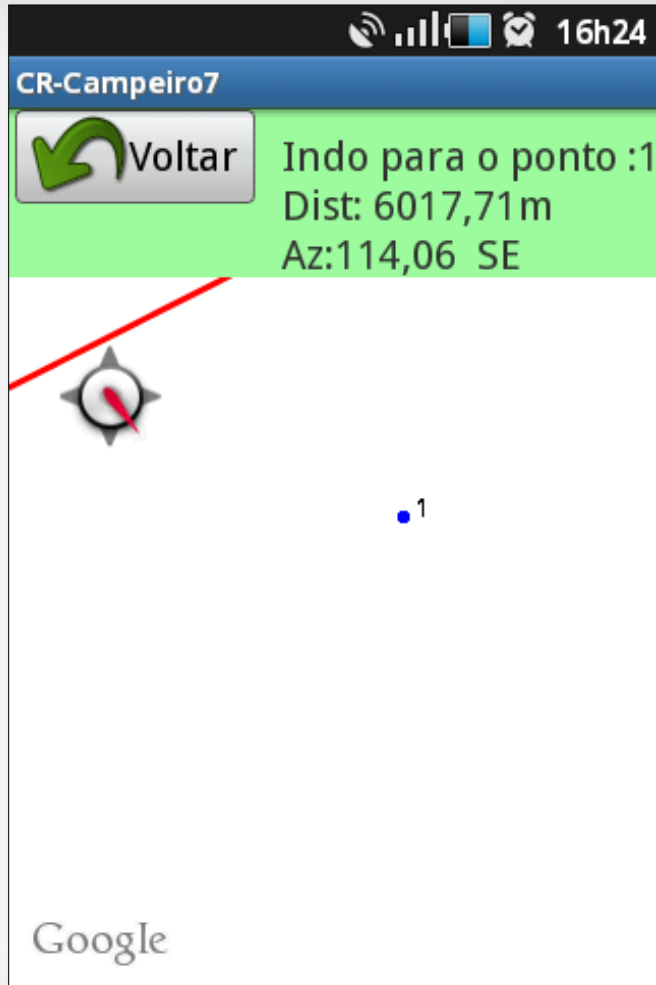 16h24
CR-Campeiro7
Voltar
Indo para o ponto :1
Dist: 6017,71m
Az:114,06 SE
1
Google